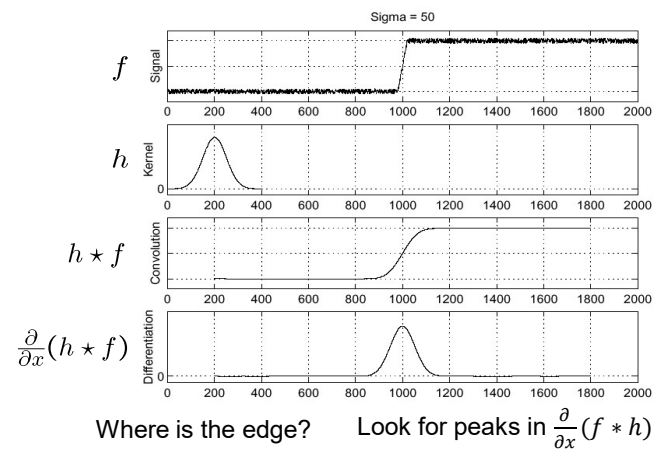 Sigma = 50
f
Signal
0 200 400 600 800 1000 1200 1400 1600 1800 2000
h
Kernel
0
0 200 400 600 800 1000 1200 1400 1600 1800 2000
h ⋆ f
Convolution
0 200 400 600 800 1000 1200 1400 1600 1800 2000
∂/∂x (h ⋆ f)
Differentiation
0
0 200 400 600 800 1000 1200 1400 1600 1800 2000
Where is the edge? Look for peaks in ∂/∂x (f ∗ h)